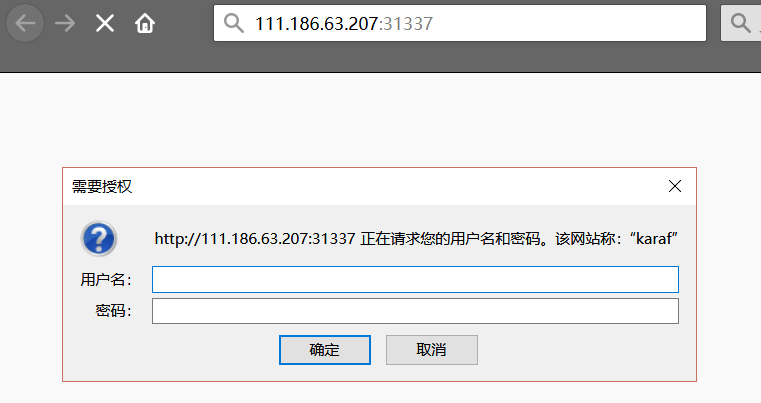 111.186.63.207:31337
需要授权
http://111.186.63.207:31337 正在请求您的用户名和密码。该网站称：“karaf”
用户名：
密码：
确定 取消